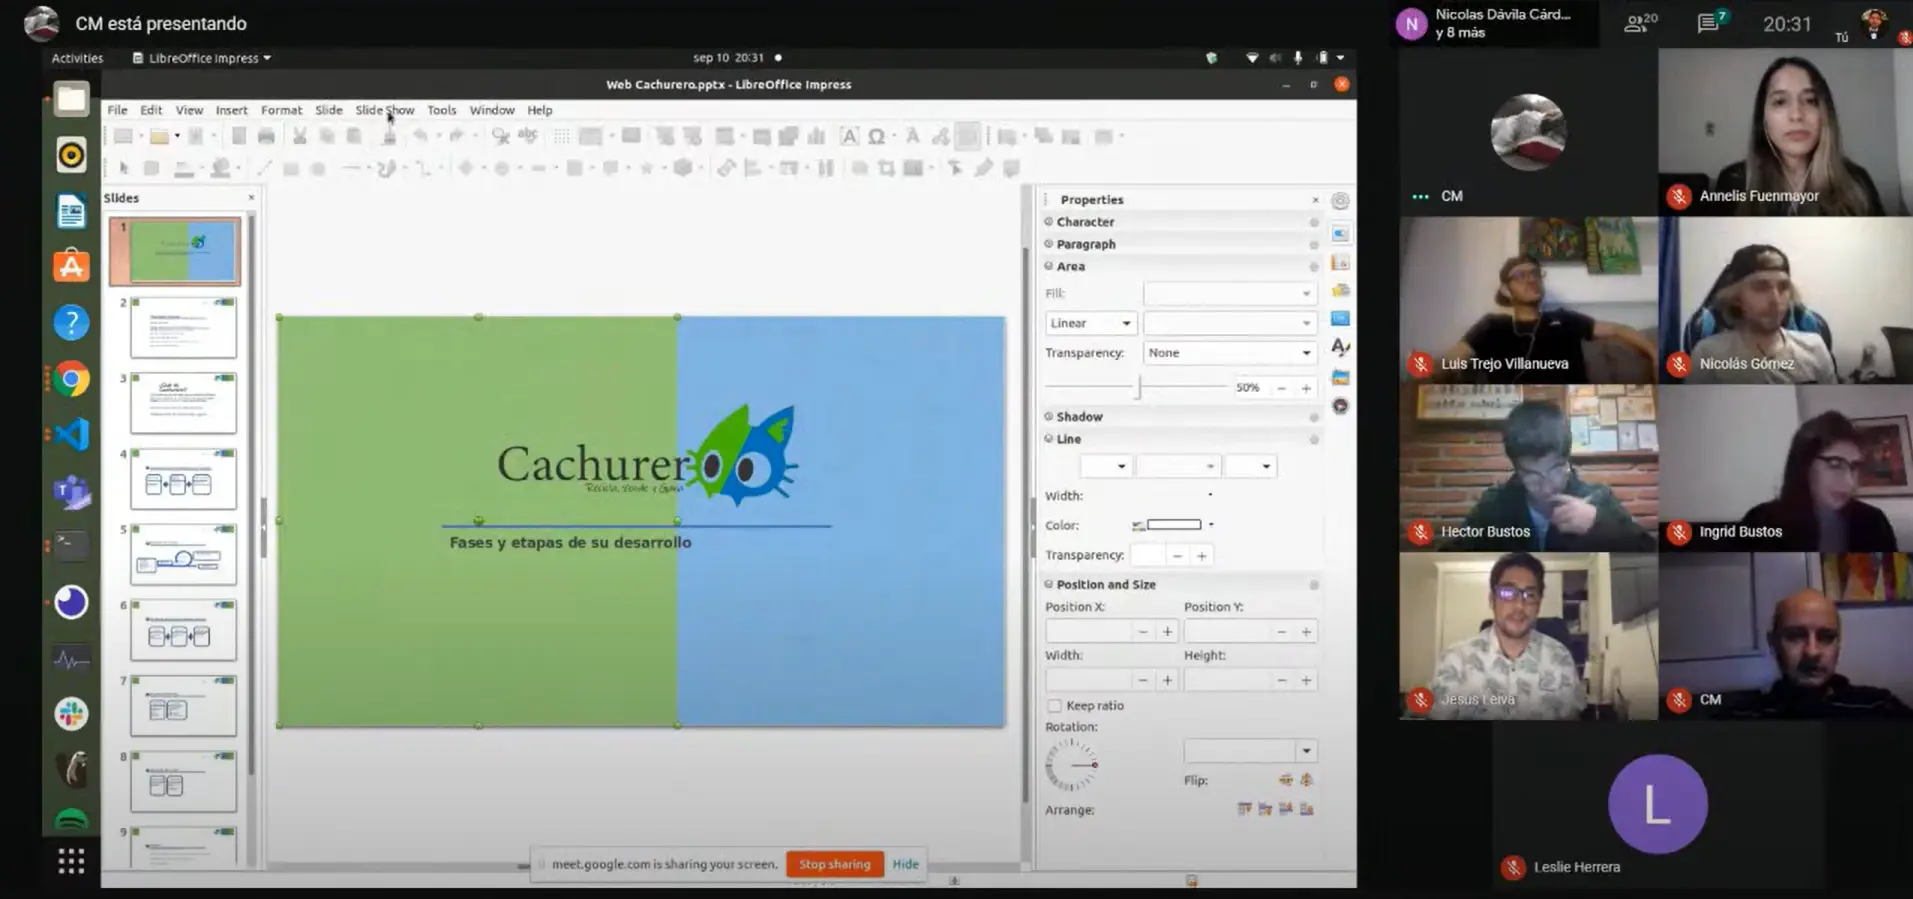 CM está presentando
Nicolas Dávila Cárd...
y 8 más
20
7
20:31
Tú
N
Activities
LibreOffice Impress
sep 10 20:31
Web Cachurero.pptx - LibreOffice Impress
File Edit View Insert Format Slide Slide Show Tools Window Help
Slides
1
2
3
4
5
6
7
8
9
Cachurero
Recicla, vende y Gana
Fases y etapas de su desarrollo
Properties
Character
Paragraph
Area
Fill:
Linear
Transparency: None
50%
Shadow
Line
Width:
Color:
Transparency:
Position and Size
Position X: Position Y:
Width: Height:
Keep ratio
Rotation:
Flip:
Arrange:
meet.google.com is sharing your screen. Stop sharing Hide
CM
Annelis Fuenmayor
Luis Trejo Villanueva
Nicolás Gómez
Hector Bustos
Ingrid Bustos
Jesus Leiva
CM
L
Leslie Herrera